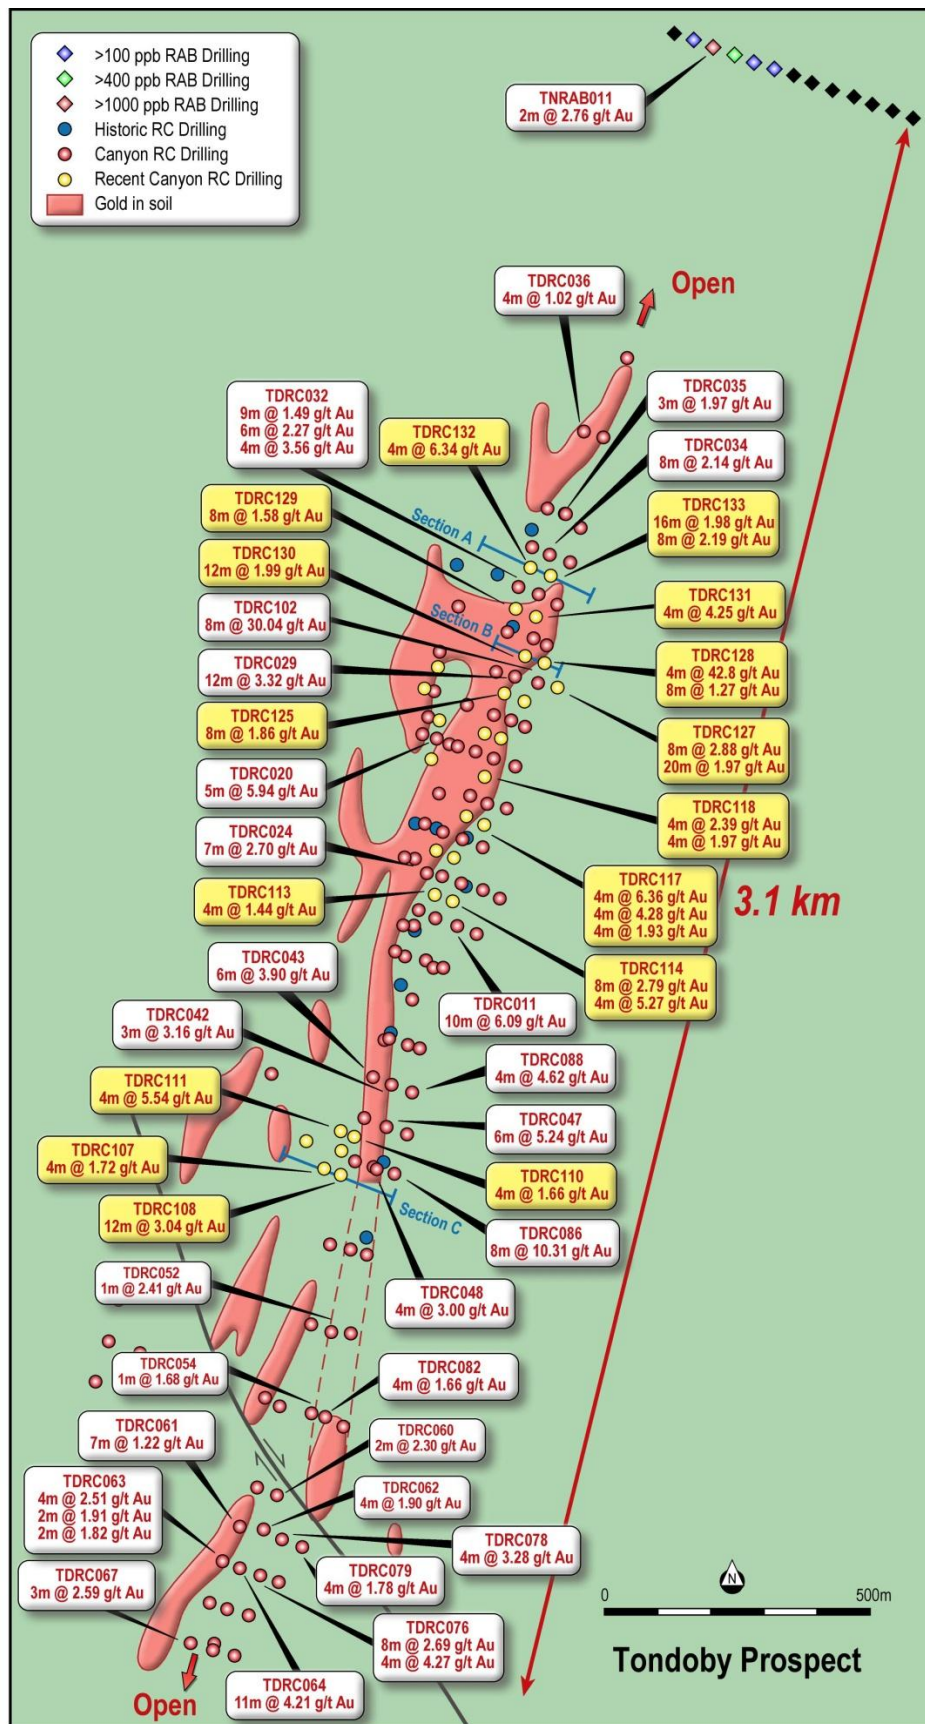 >100 ppb RAB Drilling
>400 ppb RAB Drilling
>1000 ppb RAB Drilling
Historic RC Drilling
Canyon RC Drilling
Recent Canyon RC Drilling
Gold in soil
TNRAB011
2m @ 2.76 g/t Au
TDRC036
4m @ 1.02 g/t Au
Open
TDRC032
9m @ 1.49 g/t Au
6m @ 2.27 g/t Au
4m @ 3.56 g/t Au
TDRC132
4m @ 6.34 g/t Au
TDRC035
3m @ 1.97 g/t Au
TDRC034
8m @ 2.14 g/t Au
TDRC129
8m @ 1.58 g/t Au
Section A
TDRC133
16m @ 1.98 g/t Au
8m @ 2.19 g/t Au
TDRC130
12m @ 1.99 g/t Au
TDRC102
8m @ 30.04 g/t Au
Section B
TDRC131
4m @ 4.25 g/t Au
TDRC029
12m @ 3.32 g/t Au
TDRC128
4m @ 42.8 g/t Au
8m @ 1.27 g/t Au
TDRC125
8m @ 1.86 g/t Au
TDRC127
8m @ 2.88 g/t Au
20m @ 1.97 g/t Au
TDRC020
5m @ 5.94 g/t Au
TDRC118
4m @ 2.39 g/t Au
4m @ 1.97 g/t Au
TDRC024
7m @ 2.70 g/t Au
TDRC117
4m @ 6.36 g/t Au
4m @ 4.28 g/t Au
4m @ 1.93 g/t Au
3.1 km
TDRC113
4m @ 1.44 g/t Au
TDRC043
6m @ 3.90 g/t Au
TDRC114
8m @ 2.79 g/t Au
4m @ 5.27 g/t Au
TDRC011
10m @ 6.09 g/t Au
TDRC042
3m @ 3.16 g/t Au
TDRC088
4m @ 4.62 g/t Au
TDRC111
4m @ 5.54 g/t Au
TDRC047
6m @ 5.24 g/t Au
TDRC107
4m @ 1.72 g/t Au
TDRC110
4m @ 1.66 g/t Au
TDRC108
12m @ 3.04 g/t Au
Section C
TDRC086
8m @ 10.31 g/t Au
TDRC052
1m @ 2.41 g/t Au
TDRC048
4m @ 3.00 g/t Au
TDRC054
1m @ 1.68 g/t Au
TDRC082
4m @ 1.66 g/t Au
TDRC061
7m @ 1.22 g/t Au
TDRC060
2m @ 2.30 g/t Au
TDRC063
4m @ 2.51 g/t Au
2m @ 1.91 g/t Au
2m @ 1.82 g/t Au
TDRC062
4m @ 1.90 g/t Au
TDRC078
4m @ 3.28 g/t Au
TDRC067
3m @ 2.59 g/t Au
TDRC079
4m @ 1.78 g/t Au
N
0
500m
TDRC076
8m @ 2.69 g/t Au
4m @ 4.27 g/t Au
Tondoby Prospect
TDRC064
11m @ 4.21 g/t Au
Open